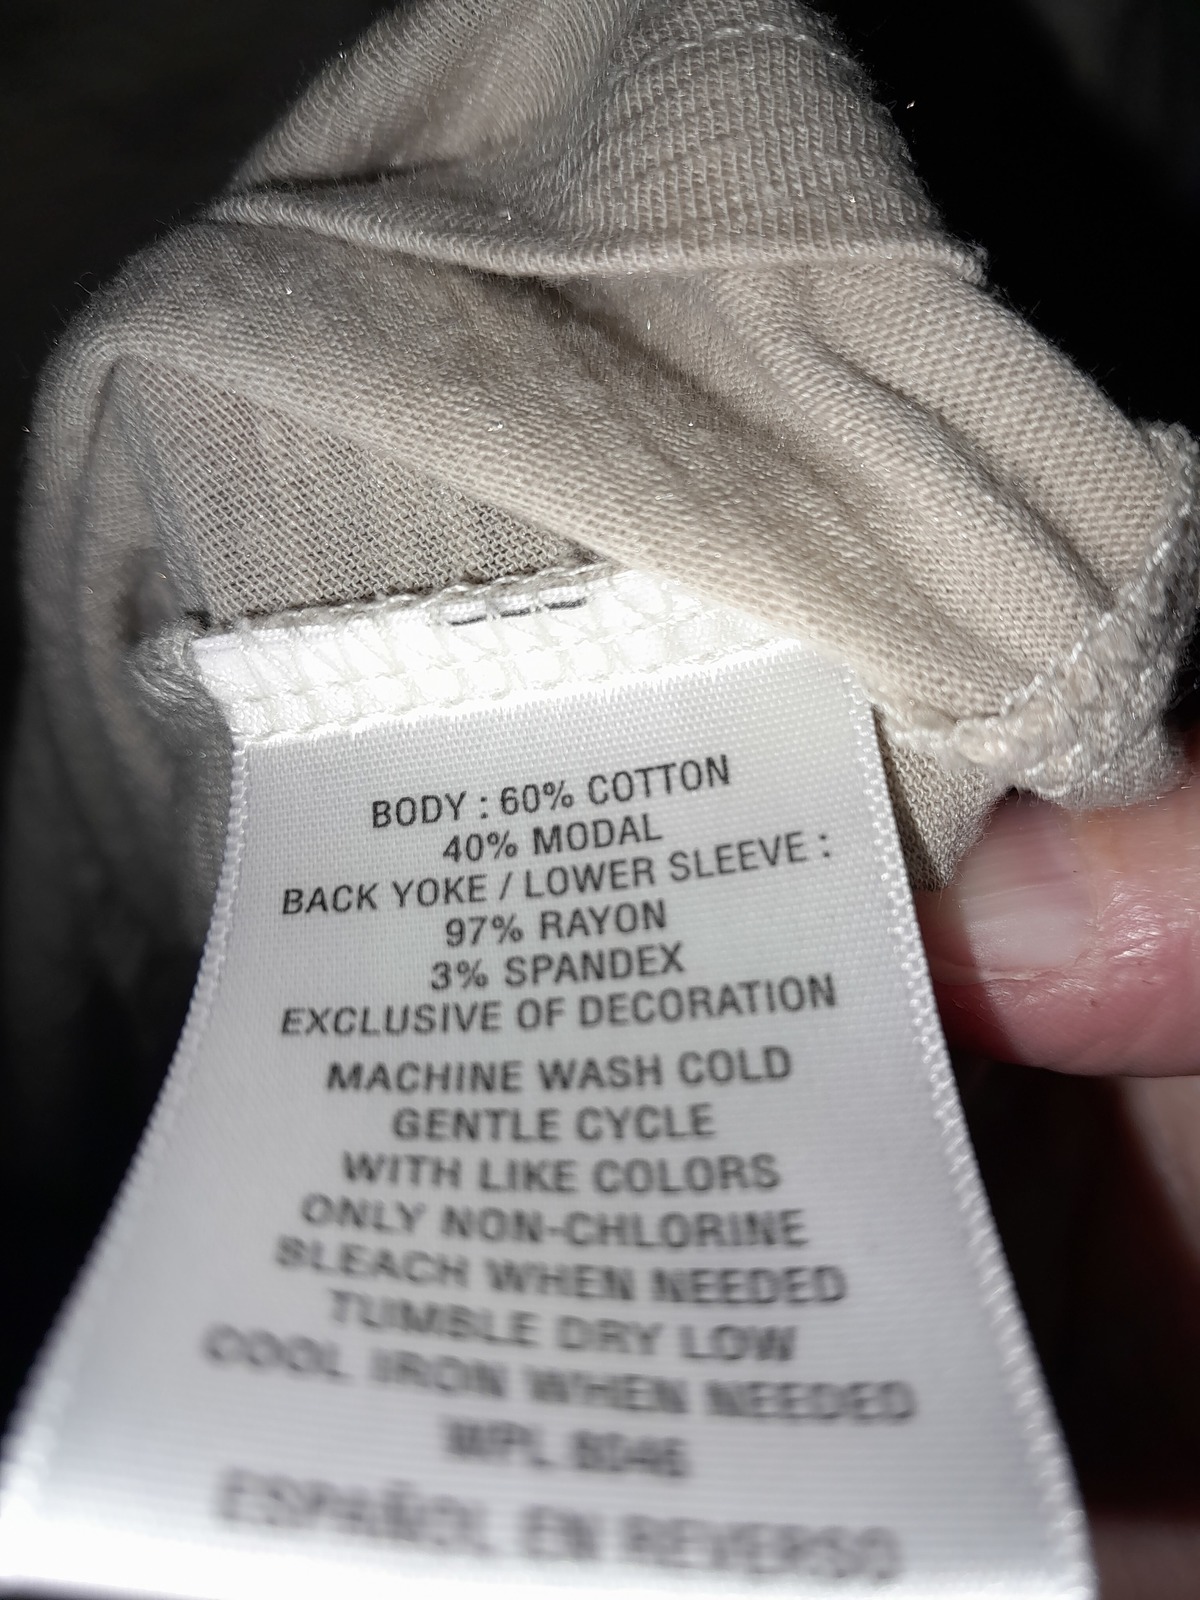 BODY : 60% COTTON
40% MODAL
BACK YOKE / LOWER SLEEVE :
97% RAYON
3% SPANDEX
EXCLUSIVE OF DECORATION
MACHINE WASH COLD
GENTLE CYCLE
WITH LIKE COLORS
ONLY NON-CHLORINE
BLEACH WHEN NEEDED
TUMBLE DRY LOW
COOL IRON WHEN NEEDED
WPL 8046
ESPAÑOL EN REVERSO